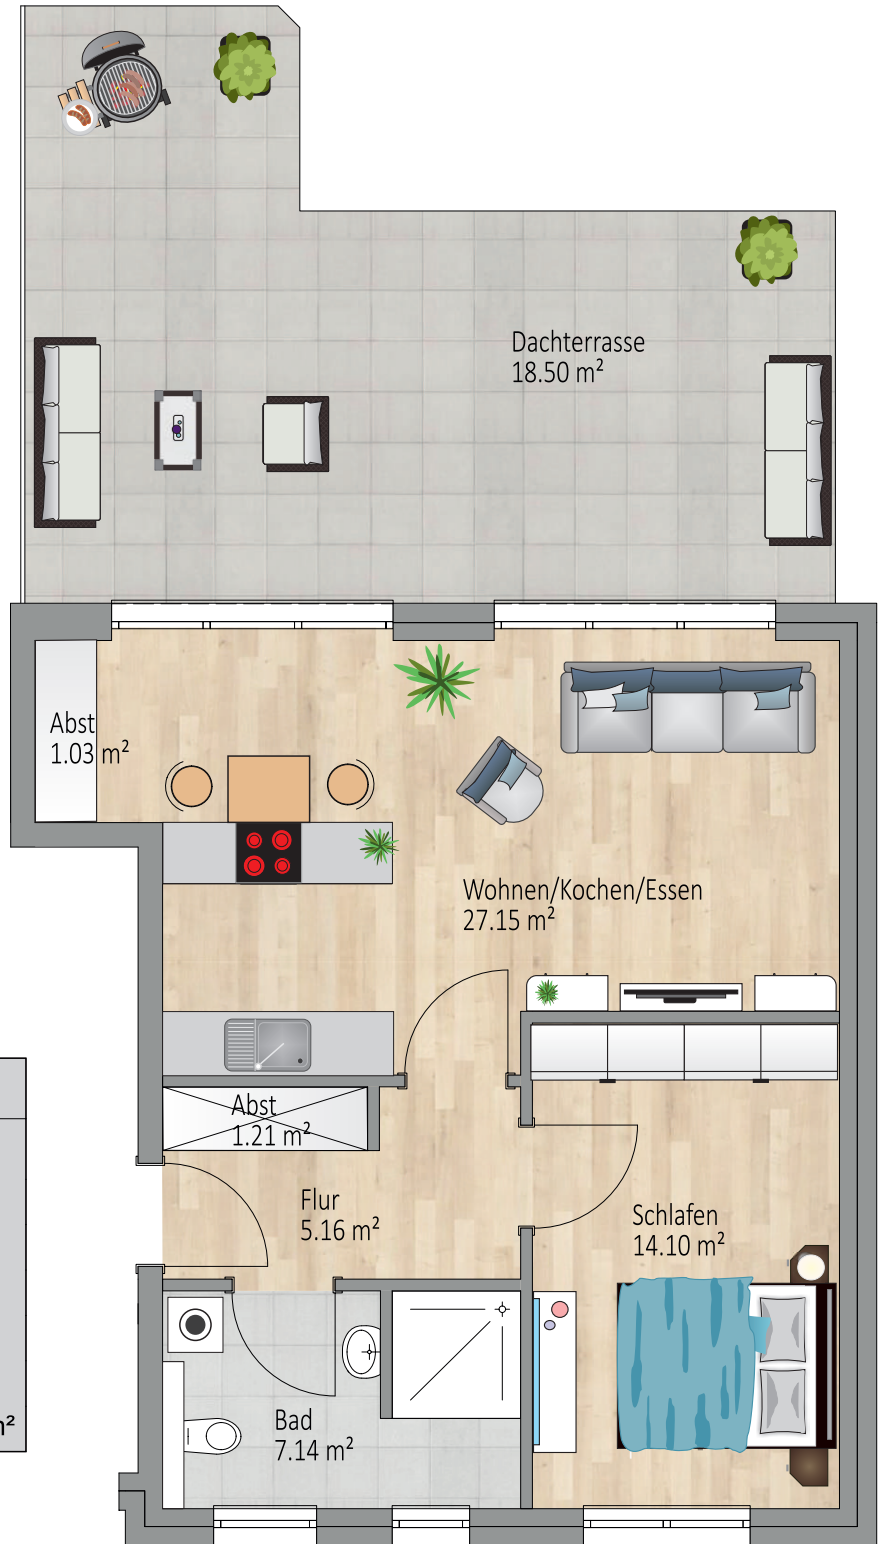 Dachterrasse
18.50 m²
Abst
1.03 m²
Wohnen/Kochen/Essen
27.15 m²
Abst
1.21 m²
Flur
5.16 m²
Schlafen
14.10 m²
Bad
7.14 m²
m²